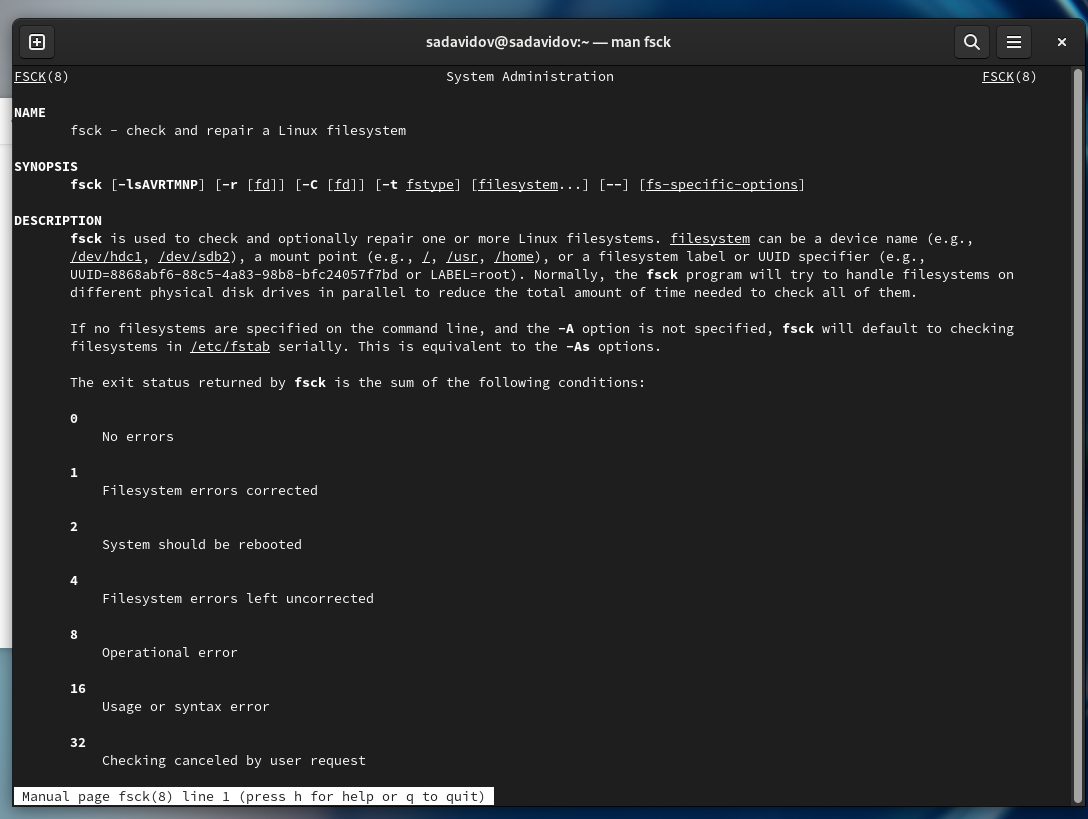 sadavidov@sadavidov:~ — man fsck
FSCK(8) System Administration FSCK(8)
NAME
fsck - check and repair a Linux filesystem
SYNOPSIS
fsck [-lsAVRTMNP] [-r [fd]] [-C [fd]] [-t fstype] [filesystem...] [--] [fs-specific-options]
DESCRIPTION
fsck is used to check and optionally repair one or more Linux filesystems. filesystem can be a device name (e.g.,
/dev/hdc1, /dev/sdb2), a mount point (e.g., /, /usr, /home), or a filesystem label or UUID specifier (e.g.,
UUID=8868abf6-88c5-4a83-98b8-bfc24057f7bd or LABEL=root). Normally, the fsck program will try to handle filesystems on
different physical disk drives in parallel to reduce the total amount of time needed to check all of them.
If no filesystems are specified on the command line, and the -A option is not specified, fsck will default to checking
filesystems in /etc/fstab serially. This is equivalent to the -As options.
The exit status returned by fsck is the sum of the following conditions:
0
No errors
1
Filesystem errors corrected
2
System should be rebooted
4
Filesystem errors left uncorrected
8
Operational error
16
Usage or syntax error
32
Checking canceled by user request
Manual page fsck(8) line 1 (press h for help or q to quit)